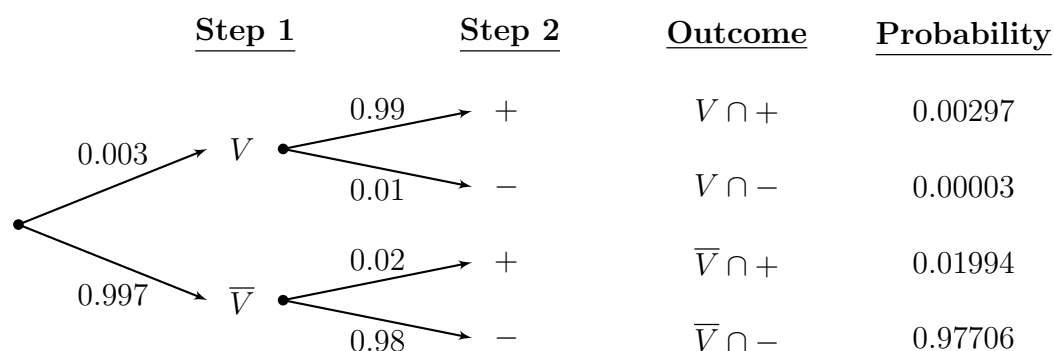 Step 1 Step 2 Outcome Probability
0.99 + V ∩ + 0.00297
0.003 V
0.01 − V ∩ − 0.00003
0.02 + V̅ ∩ + 0.01994
0.997 V̅
0.98 − V̅ ∩ − 0.97706